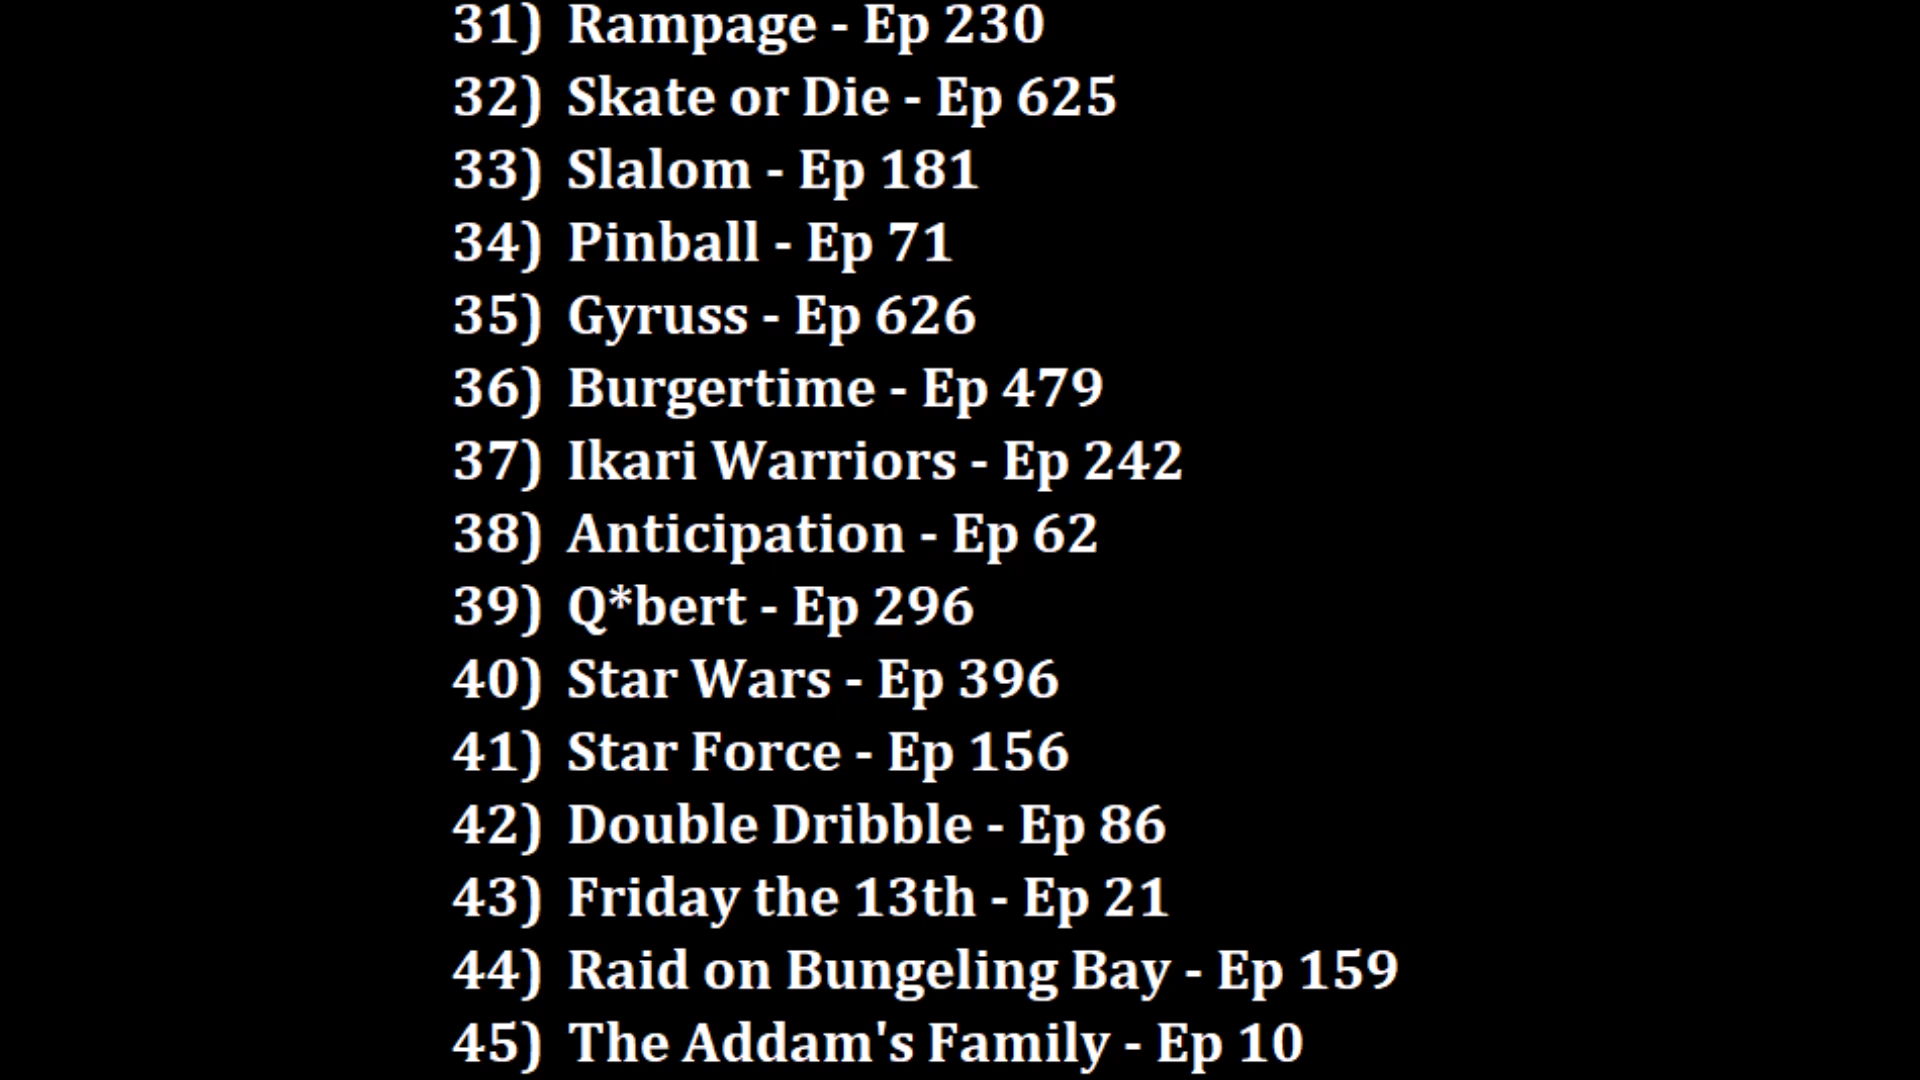 31) Rampage - Ep 230
32) Skate or Die - Ep 625
33) Slalom - Ep 181
34) Pinball - Ep 71
35) Gyruss - Ep 626
36) Burgertime - Ep 479
37) Ikari Warriors - Ep 242
38) Anticipation - Ep 62
39) Q*bert - Ep 296
40) Star Wars - Ep 396
41) Star Force - Ep 156
42) Double Dribble - Ep 86
43) Friday the 13th - Ep 21
44) Raid on Bungeling Bay - Ep 159
45) The Addam's Family - Ep 10